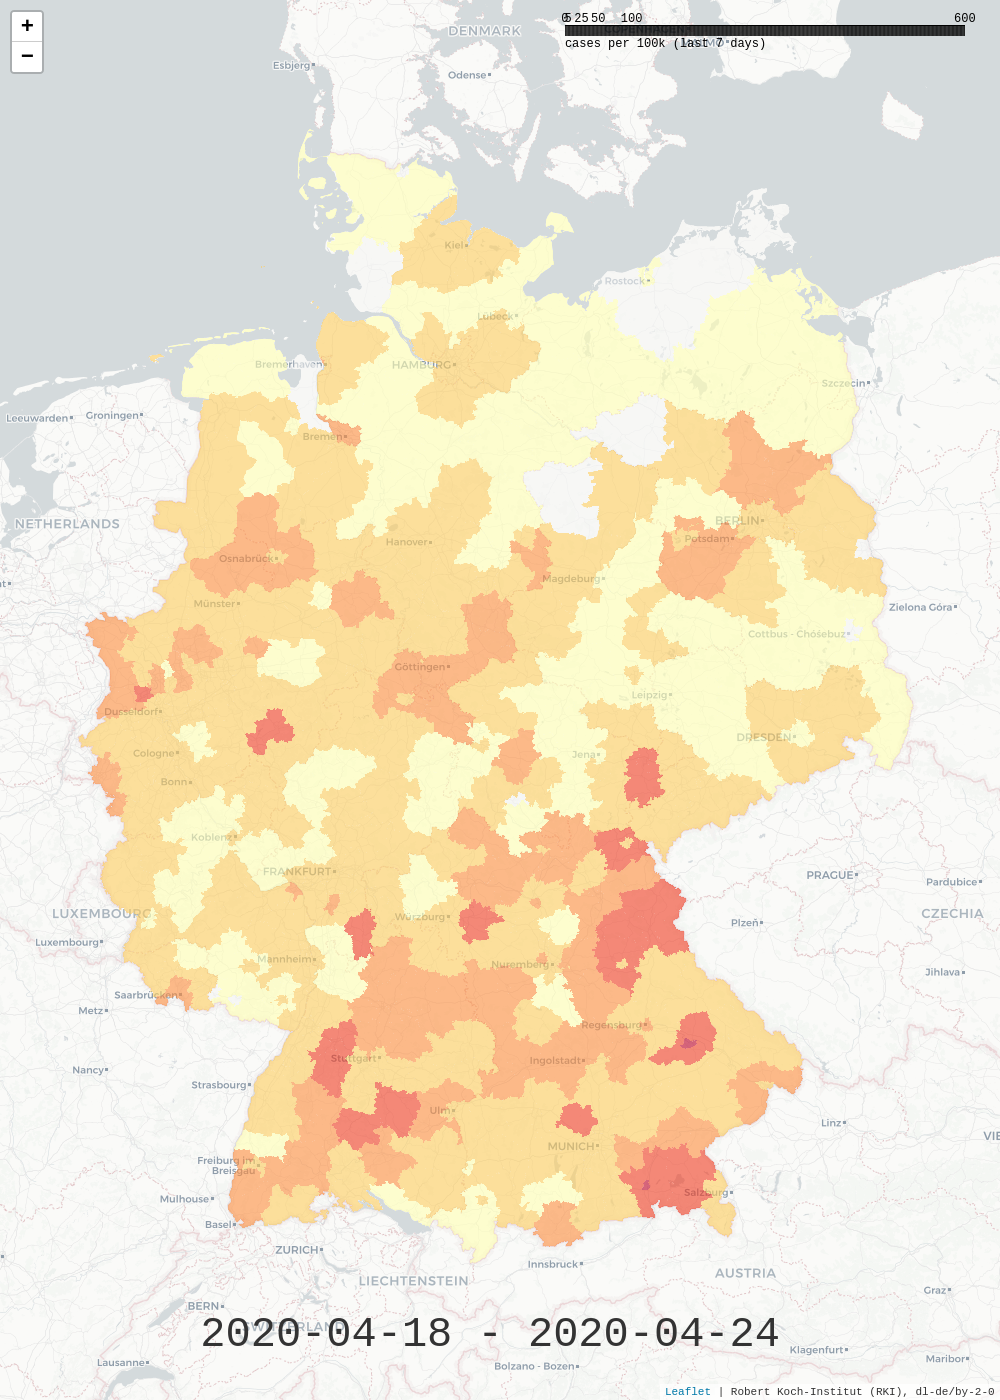 +
−
0 5 25 50 100 600
cases per 100k (last 7 days)
DENMARK
Esbjerg
Odense
Kiel
Rostock
Lübeck
Bremerhaven
HAMBURG
Szczecin
Leeuwarden
Groningen
Bremen
NETHERLANDS
BERLIN
Hanover
Potsdam
Osnabrück
Magdeburg
Münster
Zielona Góra
Cottbus - Chóśebuz
Göttingen
Leipzig
Dusseldorf
DRESDEN
Cologne
Jena
Bonn
Koblenz
FRANKFURT
PRAGUE
Pardubice
LUXEMBOURG
Würzburg
Plzeň
CZECHIA
Luxembourg
Mannheim
Nuremberg
Jihlava
Saarbrücken
Metz
Regensburg
Stuttgart
Ingolstadt
Nancy
Strasbourg
Ulm
Linz
VIE
MUNICH
Freiburg im
Breisgau
Mulhouse
Salzburg
Basel
ZURICH
Innsbruck
AUSTRIA
LIECHTENSTEIN
Graz
BERN
SWITZERLAND
2020-04-18 - 2020-04-24
Klagenfurt
Lausanne
Bolzano - Bozen
Maribor
Leaflet | Robert Koch-Institut (RKI), dl-de/by-2-0